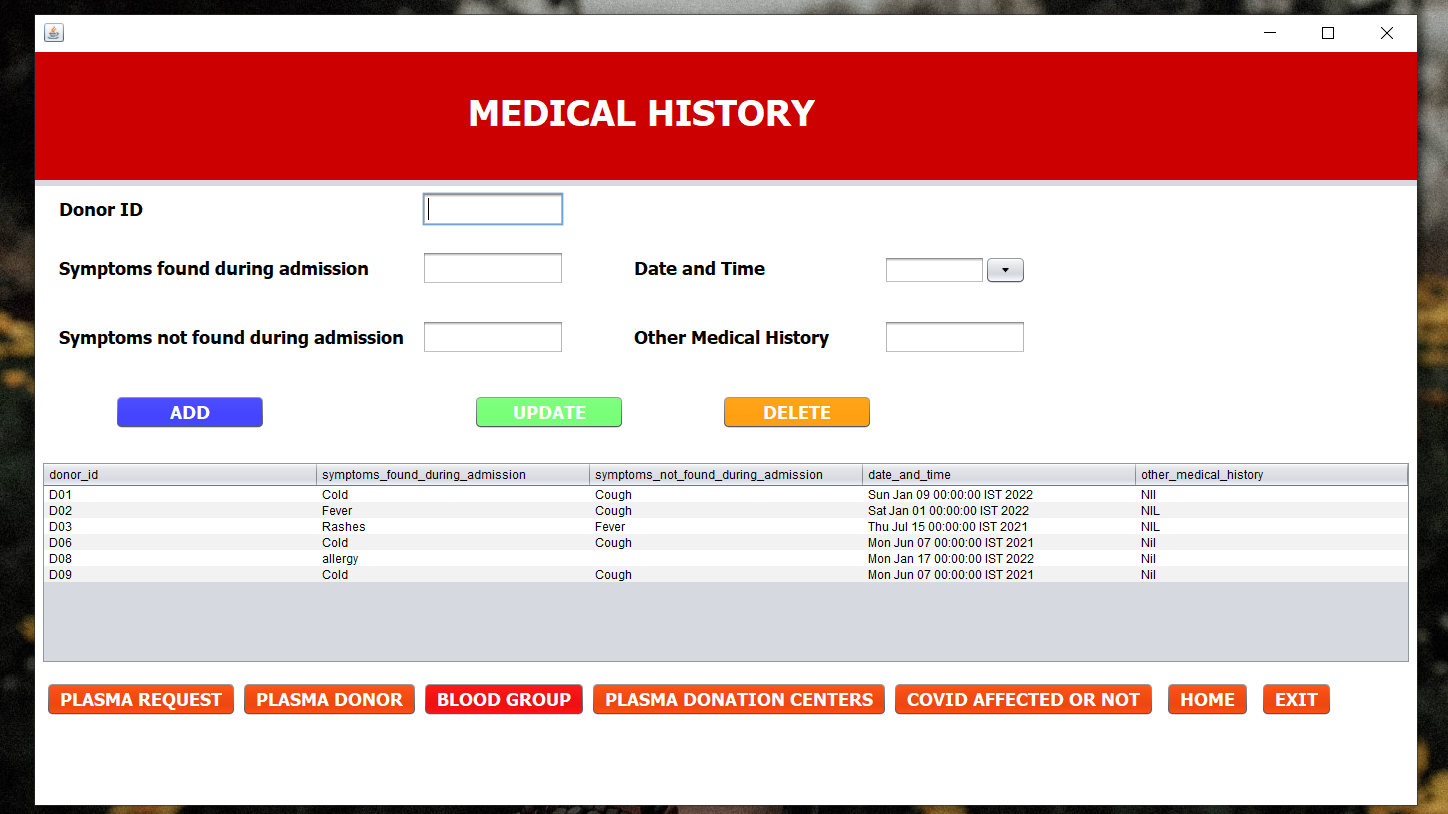 MEDICAL HISTORY
Donor ID
Symptoms found during admission Date and Time
Symptoms not found during admission Other Medical History
ADD UPDATE DELETE
donor_id symptoms_found_during_admission symptoms_not_found_during_admission date_and_time other_medical_history
D01 Cold Cough Sun Jan 09 00:00:00 IST 2022 NIl
D02 Fever Cough Sat Jan 01 00:00:00 IST 2022 NIL
D03 Rashes Fever Thu Jul 15 00:00:00 IST 2021 NIL
D06 Cold Cough Mon Jun 07 00:00:00 IST 2021 Nil
D08 allergy Mon Jan 17 00:00:00 IST 2022 Nil
D09 Cold Cough Mon Jun 07 00:00:00 IST 2021 Nil
PLASMA REQUEST PLASMA DONOR BLOOD GROUP PLASMA DONATION CENTERS COVID AFFECTED OR NOT HOME EXIT